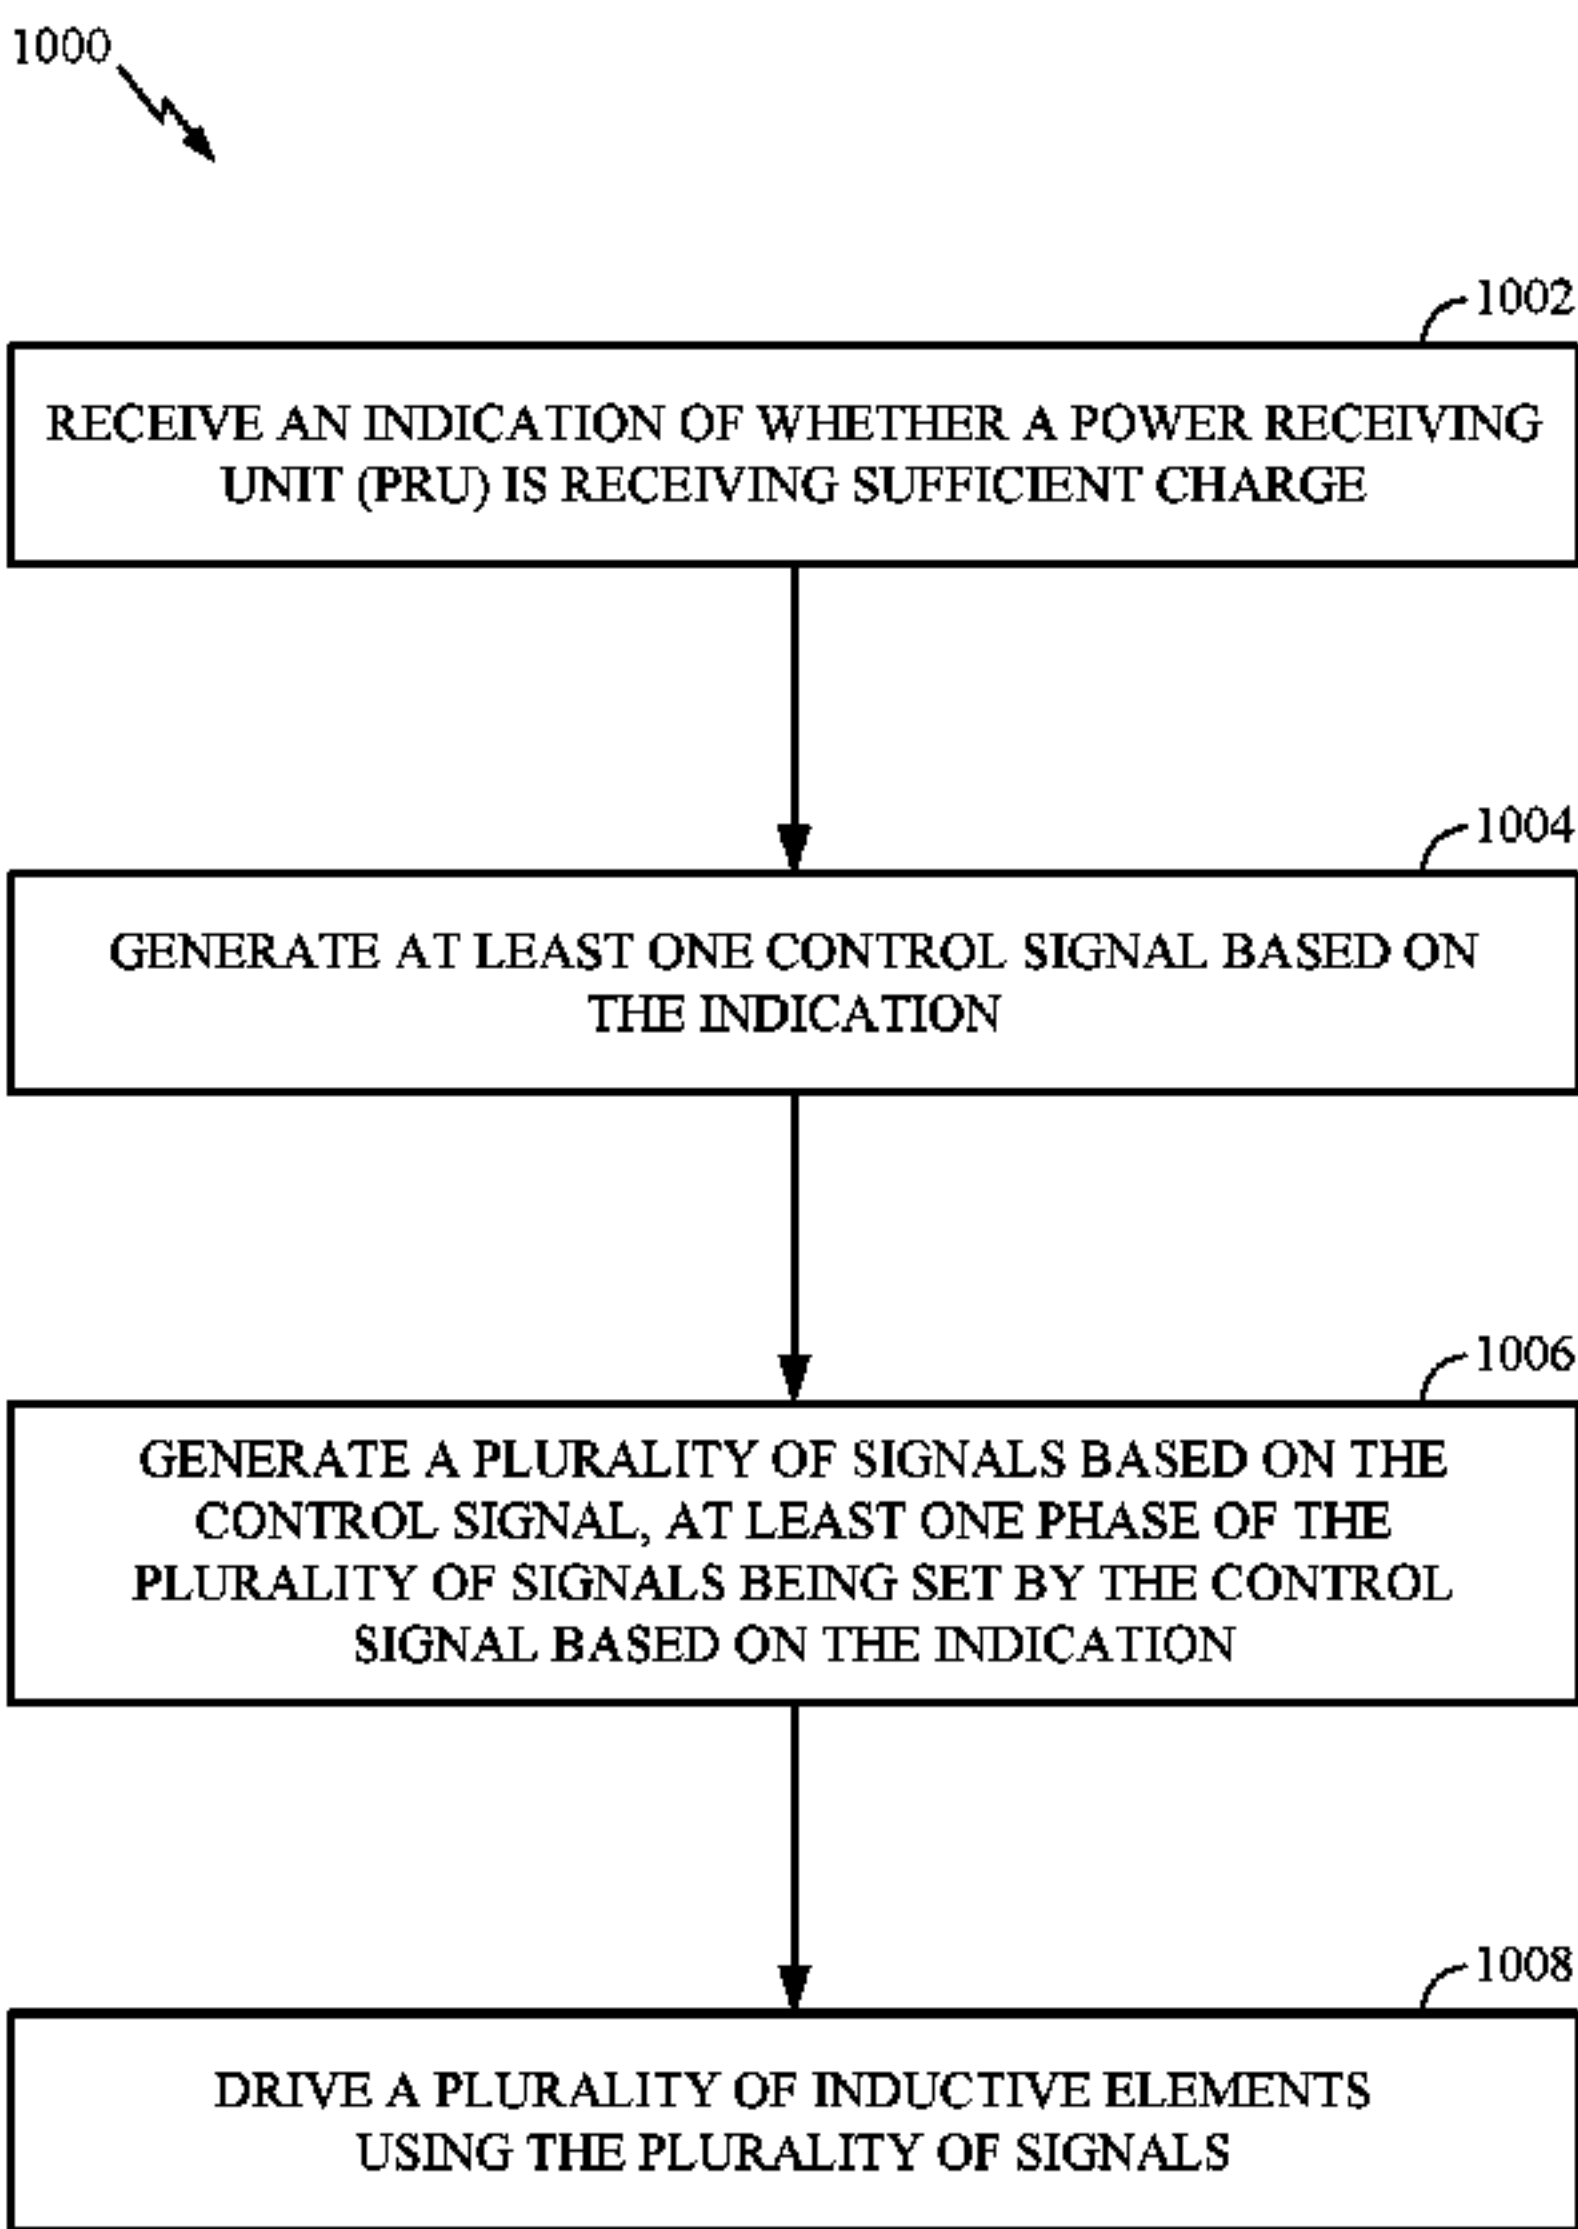 1000
1002
RECEIVE AN INDICATION OF WHETHER A POWER RECEIVING
UNIT (PRU) IS RECEIVING SUFFICIENT CHARGE
1004
GENERATE AT LEAST ONE CONTROL SIGNAL BASED ON
THE INDICATION
1006
GENERATE A PLURALITY OF SIGNALS BASED ON THE
CONTROL SIGNAL, AT LEAST ONE PHASE OF THE
PLURALITY OF SIGNALS BEING SET BY THE CONTROL
SIGNAL BASED ON THE INDICATION
1008
DRIVE A PLURALITY OF INDUCTIVE ELEMENTS
USING THE PLURALITY OF SIGNALS